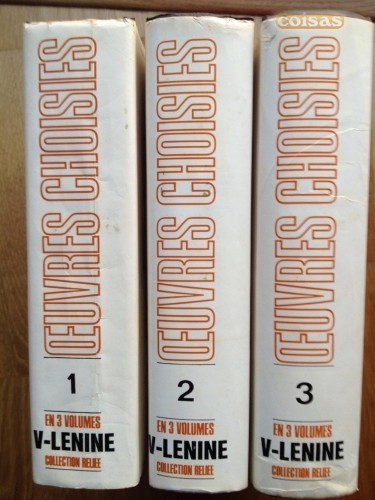 ŒUVRES CHOISIES
1
EN 3 VOLUMES
V-LENINE
COLLECTION RELIEE
ŒUVRES CHOISIES
2
EN 3 VOLUMES
V-LENINE
COLLECTION RELIEE
coisas
ŒUVRES CHOISIES
3
EN 3 VOLUMES
V-LENINE
COLLECTION RELIEE